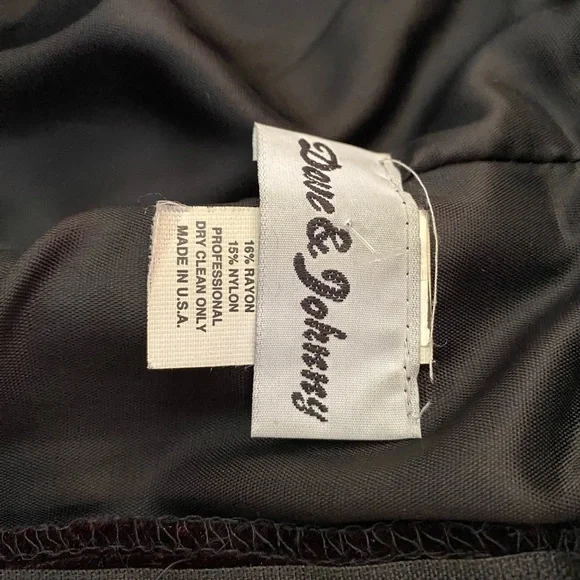 Dave & Johnny
16% RAYON
15% NYLON
PROFESSIONAL
DRY CLEAN ONLY
MADE IN U.S.A.